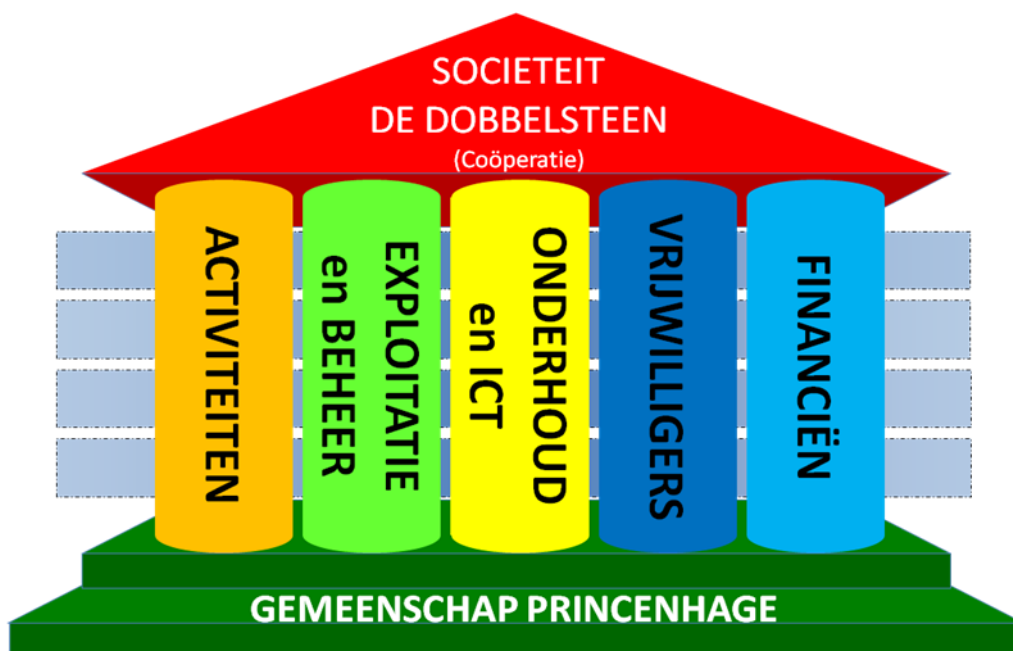 SOCIETEIT
DE DOBBELSTEEN
(Coöperatie)
ACTIVITEITEN
EXPLOITATIE
en BEHEER
ONDERHOUD
en ICT
VRIJWILLIGERS
FINANCIËN
GEMEENSCHAP PRINCENHAGE